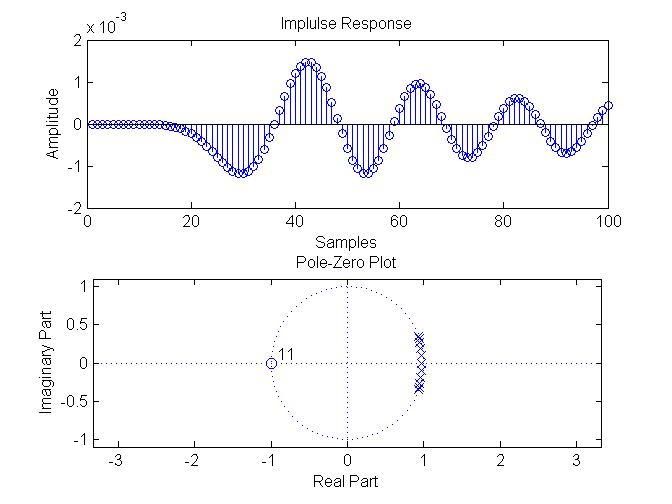 Implulse Response
x 10^-3
2
1
0
-1
-2
Amplitude
0 20 40 60 80 100
Samples
Pole-Zero Plot
1
0.5
0
-0.5
-1
Imaginary Part
11
-3 -2 -1 0 1 2 3
Real Part